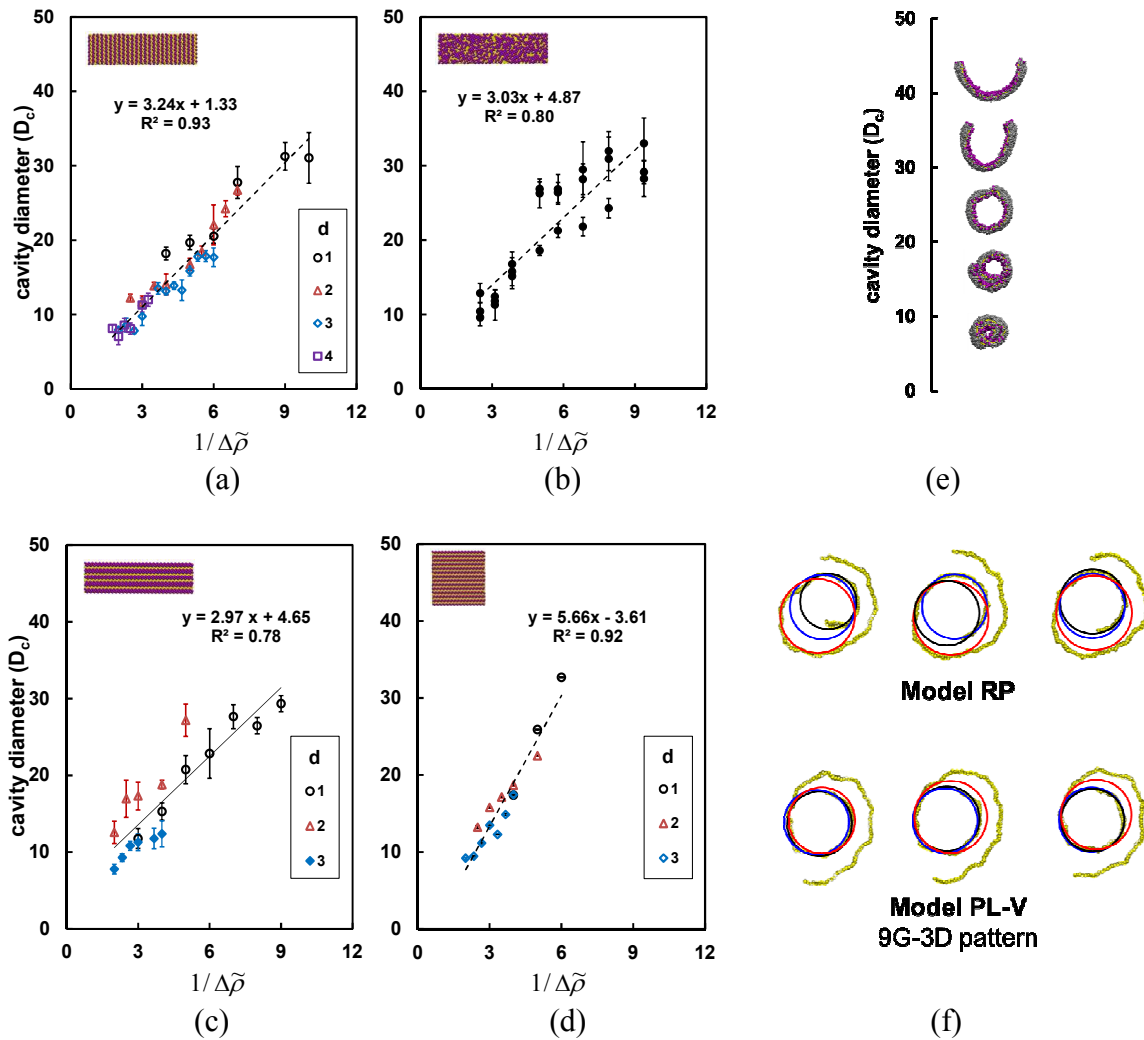 50
40
30
20
10
0
cavity diameter (Dc)
y = 3.24x + 1.33
R² = 0.93
d
1
2
3
4
0 3 6 9 12
1/Δρ̃
(a)
50
40
30
20
10
0
y = 3.03x + 4.87
R² = 0.80
0 3 6 9 12
1/Δρ̃
(b)
50
40
30
20
10
0
cavity diameter (Dc)
(e)
50
40
30
20
10
0
cavity diameter (Dc)
y = 2.97 x + 4.65
R² = 0.78
d
1
2
3
0 3 6 9 12
1/Δρ̃
(c)
50
40
30
20
10
0
y = 5.66x - 3.61
R² = 0.92
d
1
2
3
0 3 6 9 12
1/Δρ̃
(d)
Model RP
Model PL-V
9G-3D pattern
(f)